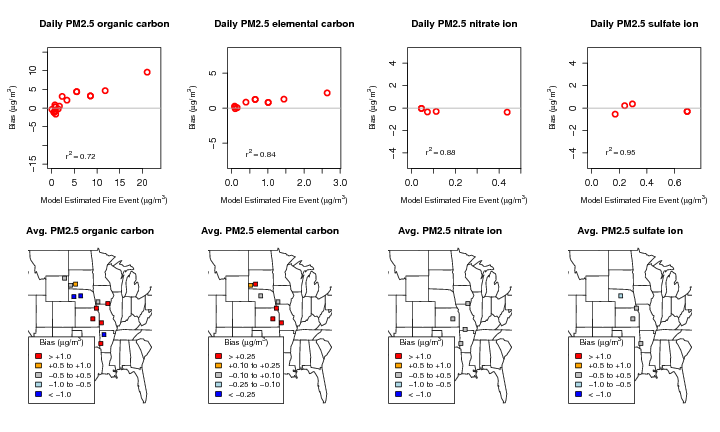 Daily PM2.5 organic carbon
Daily PM2.5 elemental carbon
Daily PM2.5 nitrate ion
Daily PM2.5 sulfate ion
Bias (µg/m³)
10
5
0
−5
−15
r² = 0.72
0 5 10 15 20
Model Estimated Fire Event (µg/m³)
Bias (µg/m³)
5
0
−5
r² = 0.84
0.0 1.0 2.0 3.0
Model Estimated Fire Event (µg/m³)
Bias (µg/m³)
4
2
0
−2
−4
r² = 0.88
0.0 0.2 0.4
Model Estimated Fire Event (µg/m³)
Bias (µg/m³)
4
2
0
−2
−4
r² = 0.95
0.0 0.2 0.4 0.6
Model Estimated Fire Event (µg/m³)
Avg. PM2.5 organic carbon
Avg. PM2.5 elemental carbon
Avg. PM2.5 nitrate ion
Avg. PM2.5 sulfate ion
Bias (µg/m³)
> +1.0
+0.5 to +1.0
−0.5 to +0.5
−1.0 to −0.5
< −1.0
Bias (µg/m³)
> +0.25
+0.10 to +0.25
−0.10 to +0.10
−0.25 to −0.10
< −0.25
Bias (µg/m³)
> +1.0
+0.5 to +1.0
−0.5 to +0.5
−1.0 to −0.5
< −1.0
Bias (µg/m³)
> +1.0
+0.5 to +1.0
−0.5 to +0.5
−1.0 to −0.5
< −1.0